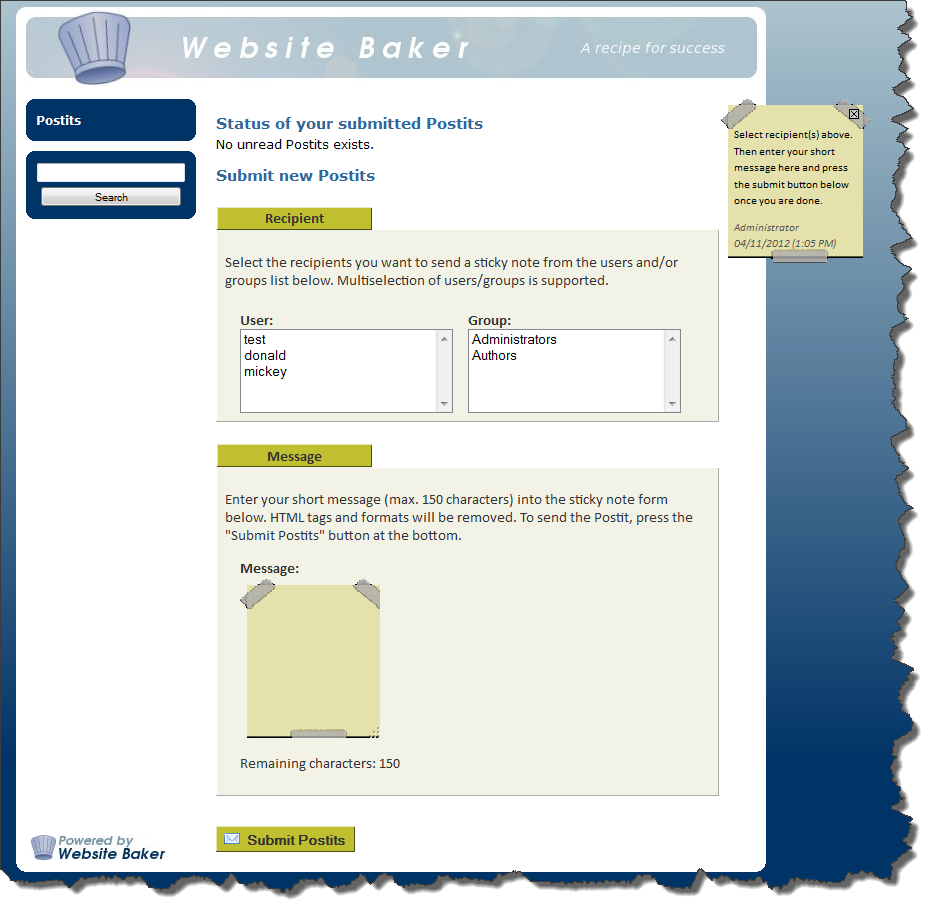 Website Baker
A recipe for success
Postits
Search
Status of your submitted Postits
No unread Postits exists.
Submit new Postits
Recipient
Select the recipients you want to send a sticky note from the users and/or
groups list below. Multiselection of users/groups is supported.
User:
test
donald
mickey
Group:
Administrators
Authors
Message
Enter your short message (max. 150 characters) into the sticky note form
below. HTML tags and formats will be removed. To send the Postit, press the
"Submit Postits" button at the bottom.
Message:
Remaining characters: 150
Submit Postits
Select recipient(s) above.
Then enter your short
message here and press
the submit button below
once you are done.
Administrator
04/11/2012 (1:05 PM)
Powered by
Website Baker